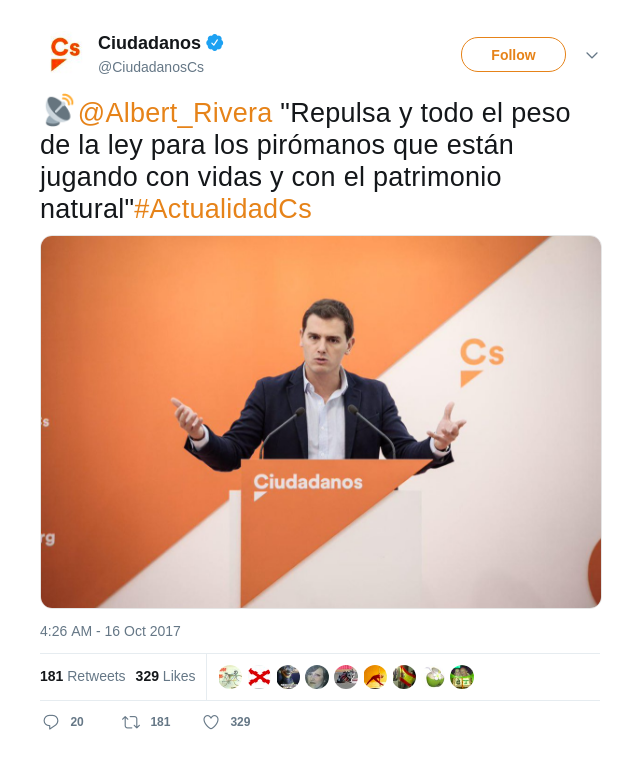 Cs
Ciudadanos
@CiudadanosCs
Follow
@Albert_Rivera "Repulsa y todo el peso
de la ley para los pirómanos que están
jugando con vidas y con el patrimonio
natural"#ActualidadCs
Cs
s
Ciudadanos
rg
4:26 AM - 16 Oct 2017
181 Retweets 329 Likes
20 181 329